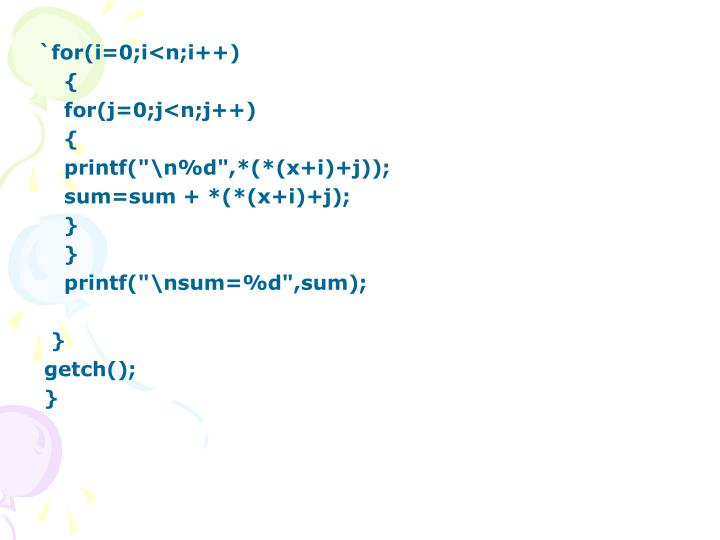 `for(i=0;i<n;i++)
{
for(j=0;j<n;j++)
{
printf("\n%d",*(*(x+i)+j));
sum=sum + *(*(x+i)+j);
}
}
printf("\nsum=%d",sum);
}
getch();
}